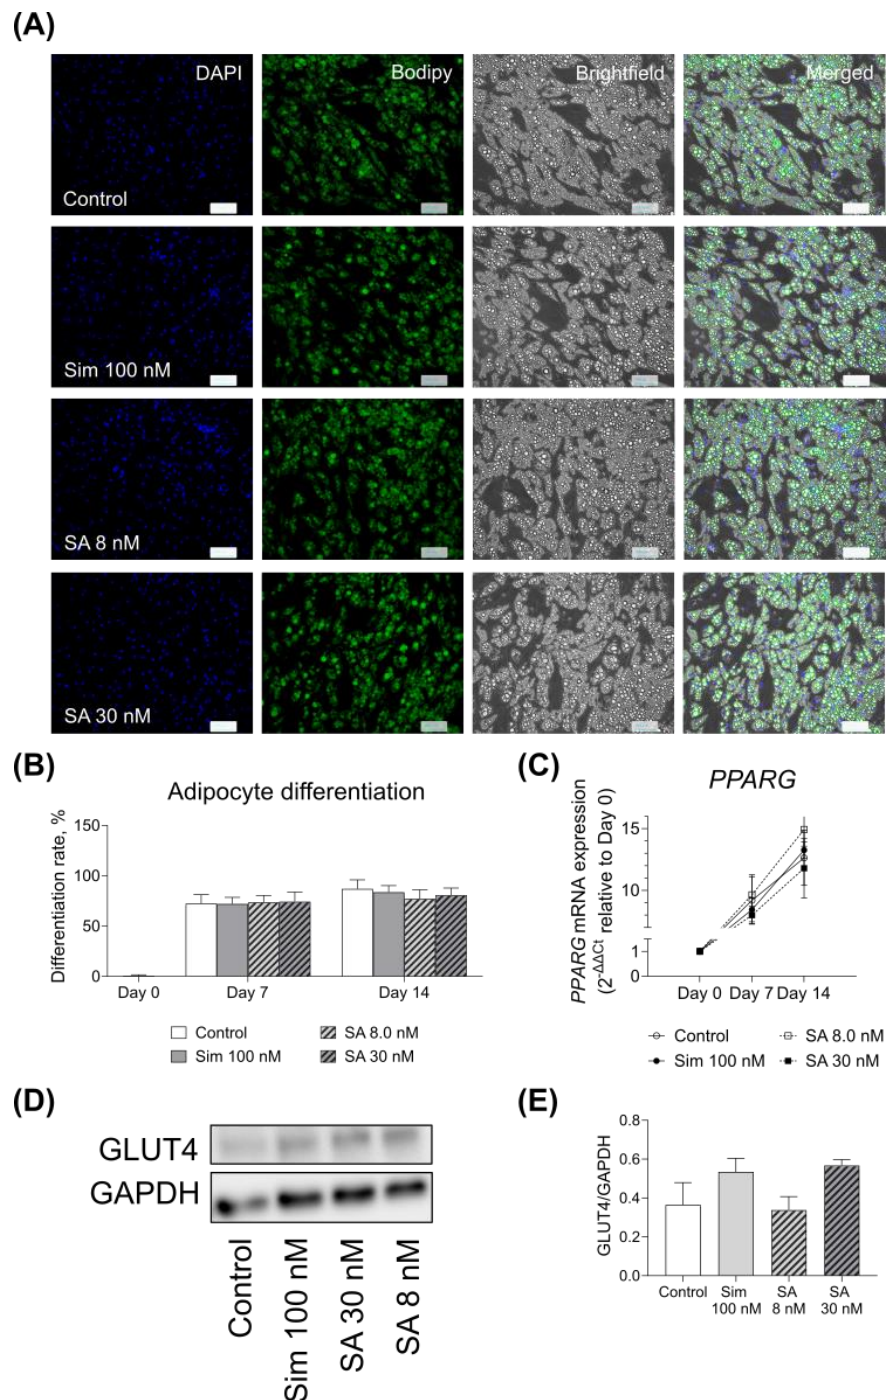 (A)
DAPI
Bodipy
Brightfield
Merged
Control
Sim 100 nM
SA 8 nM
SA 30 nM
(B)
Adipocyte differentiation
Differentiation rate, %
150
100
50
0
Day 0
Day 7
Day 14
Control
SA 8.0 nM
Sim 100 nM
SA 30 nM
(C)
PPARG
PPARG mRNA expression
(2^-ΔΔCt relative to Day 0)
15
10
1
0
Day 0 Day 7 Day 14
Control
SA 8.0 nM
Sim 100 nM
SA 30 nM
(D)
GLUT4
GAPDH
Control
Sim 100 nM
SA 30 nM
SA 8 nM
(E)
GLUT4/GAPDH
0.8
0.6
0.4
0.2
0.0
Control
Sim
100 nM
SA
8 nM
SA
30 nM